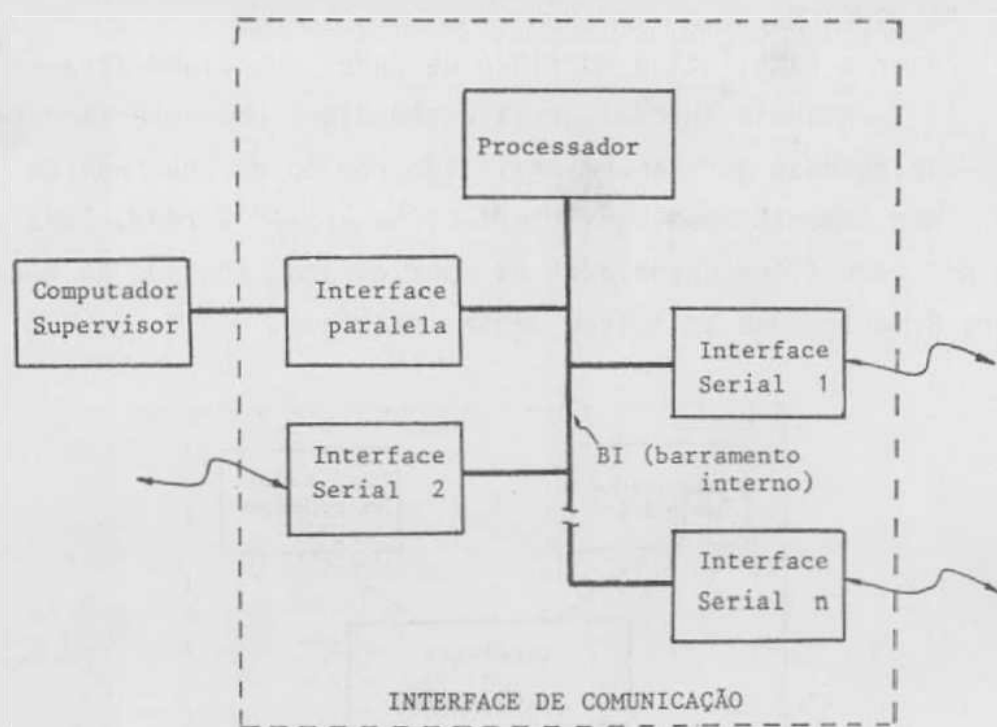 Processador
Computador
Supervisor
Interface
paralela
Interface
Serial 1
Interface
Serial 2
BI (barramento
interno)
Interface
Serial n
INTERFACE DE COMUNICAÇÃO